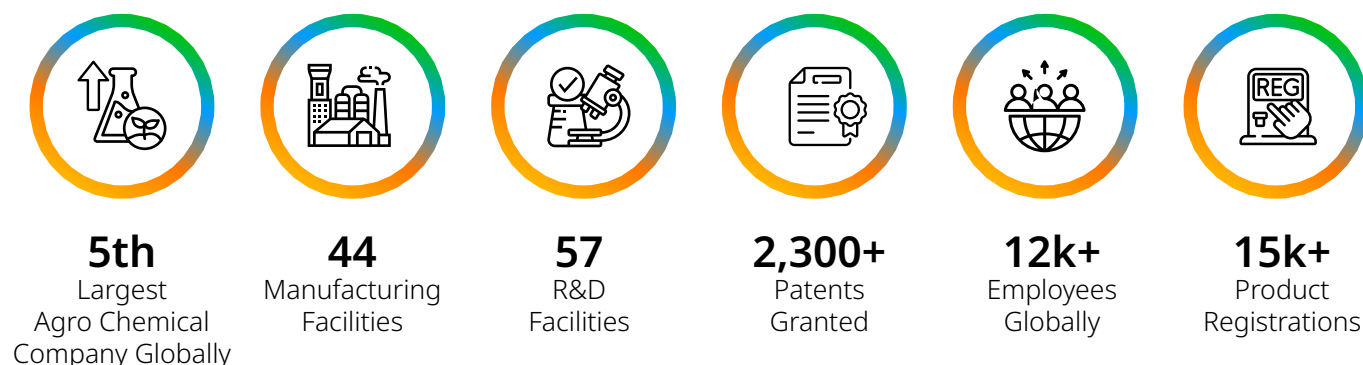 REG
5th
Largest
Agro Chemical
Company Globally
44
Manufacturing
Facilities
57
R&D
Facilities
2,300+
Patents
Granted
12k+
Employees
Globally
15k+
Product
Registrations